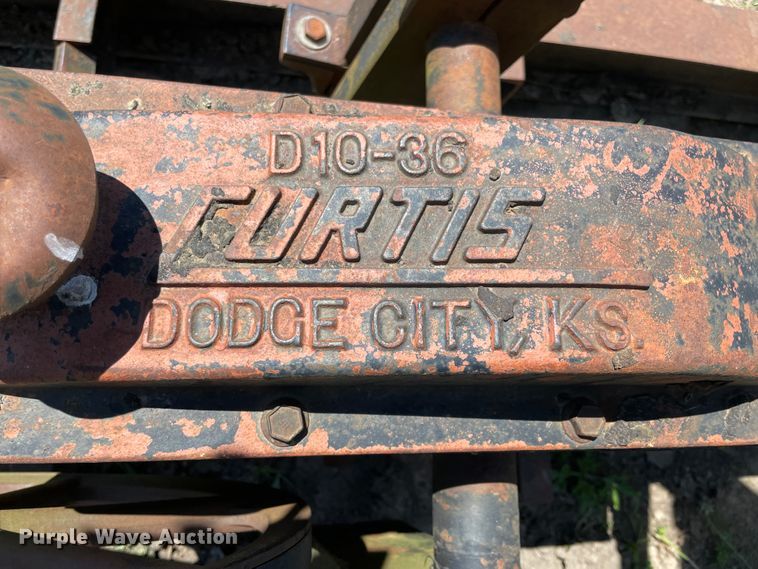 D10-36
CURTIS
DODGE CITY, KS.
Purple Wave Auction